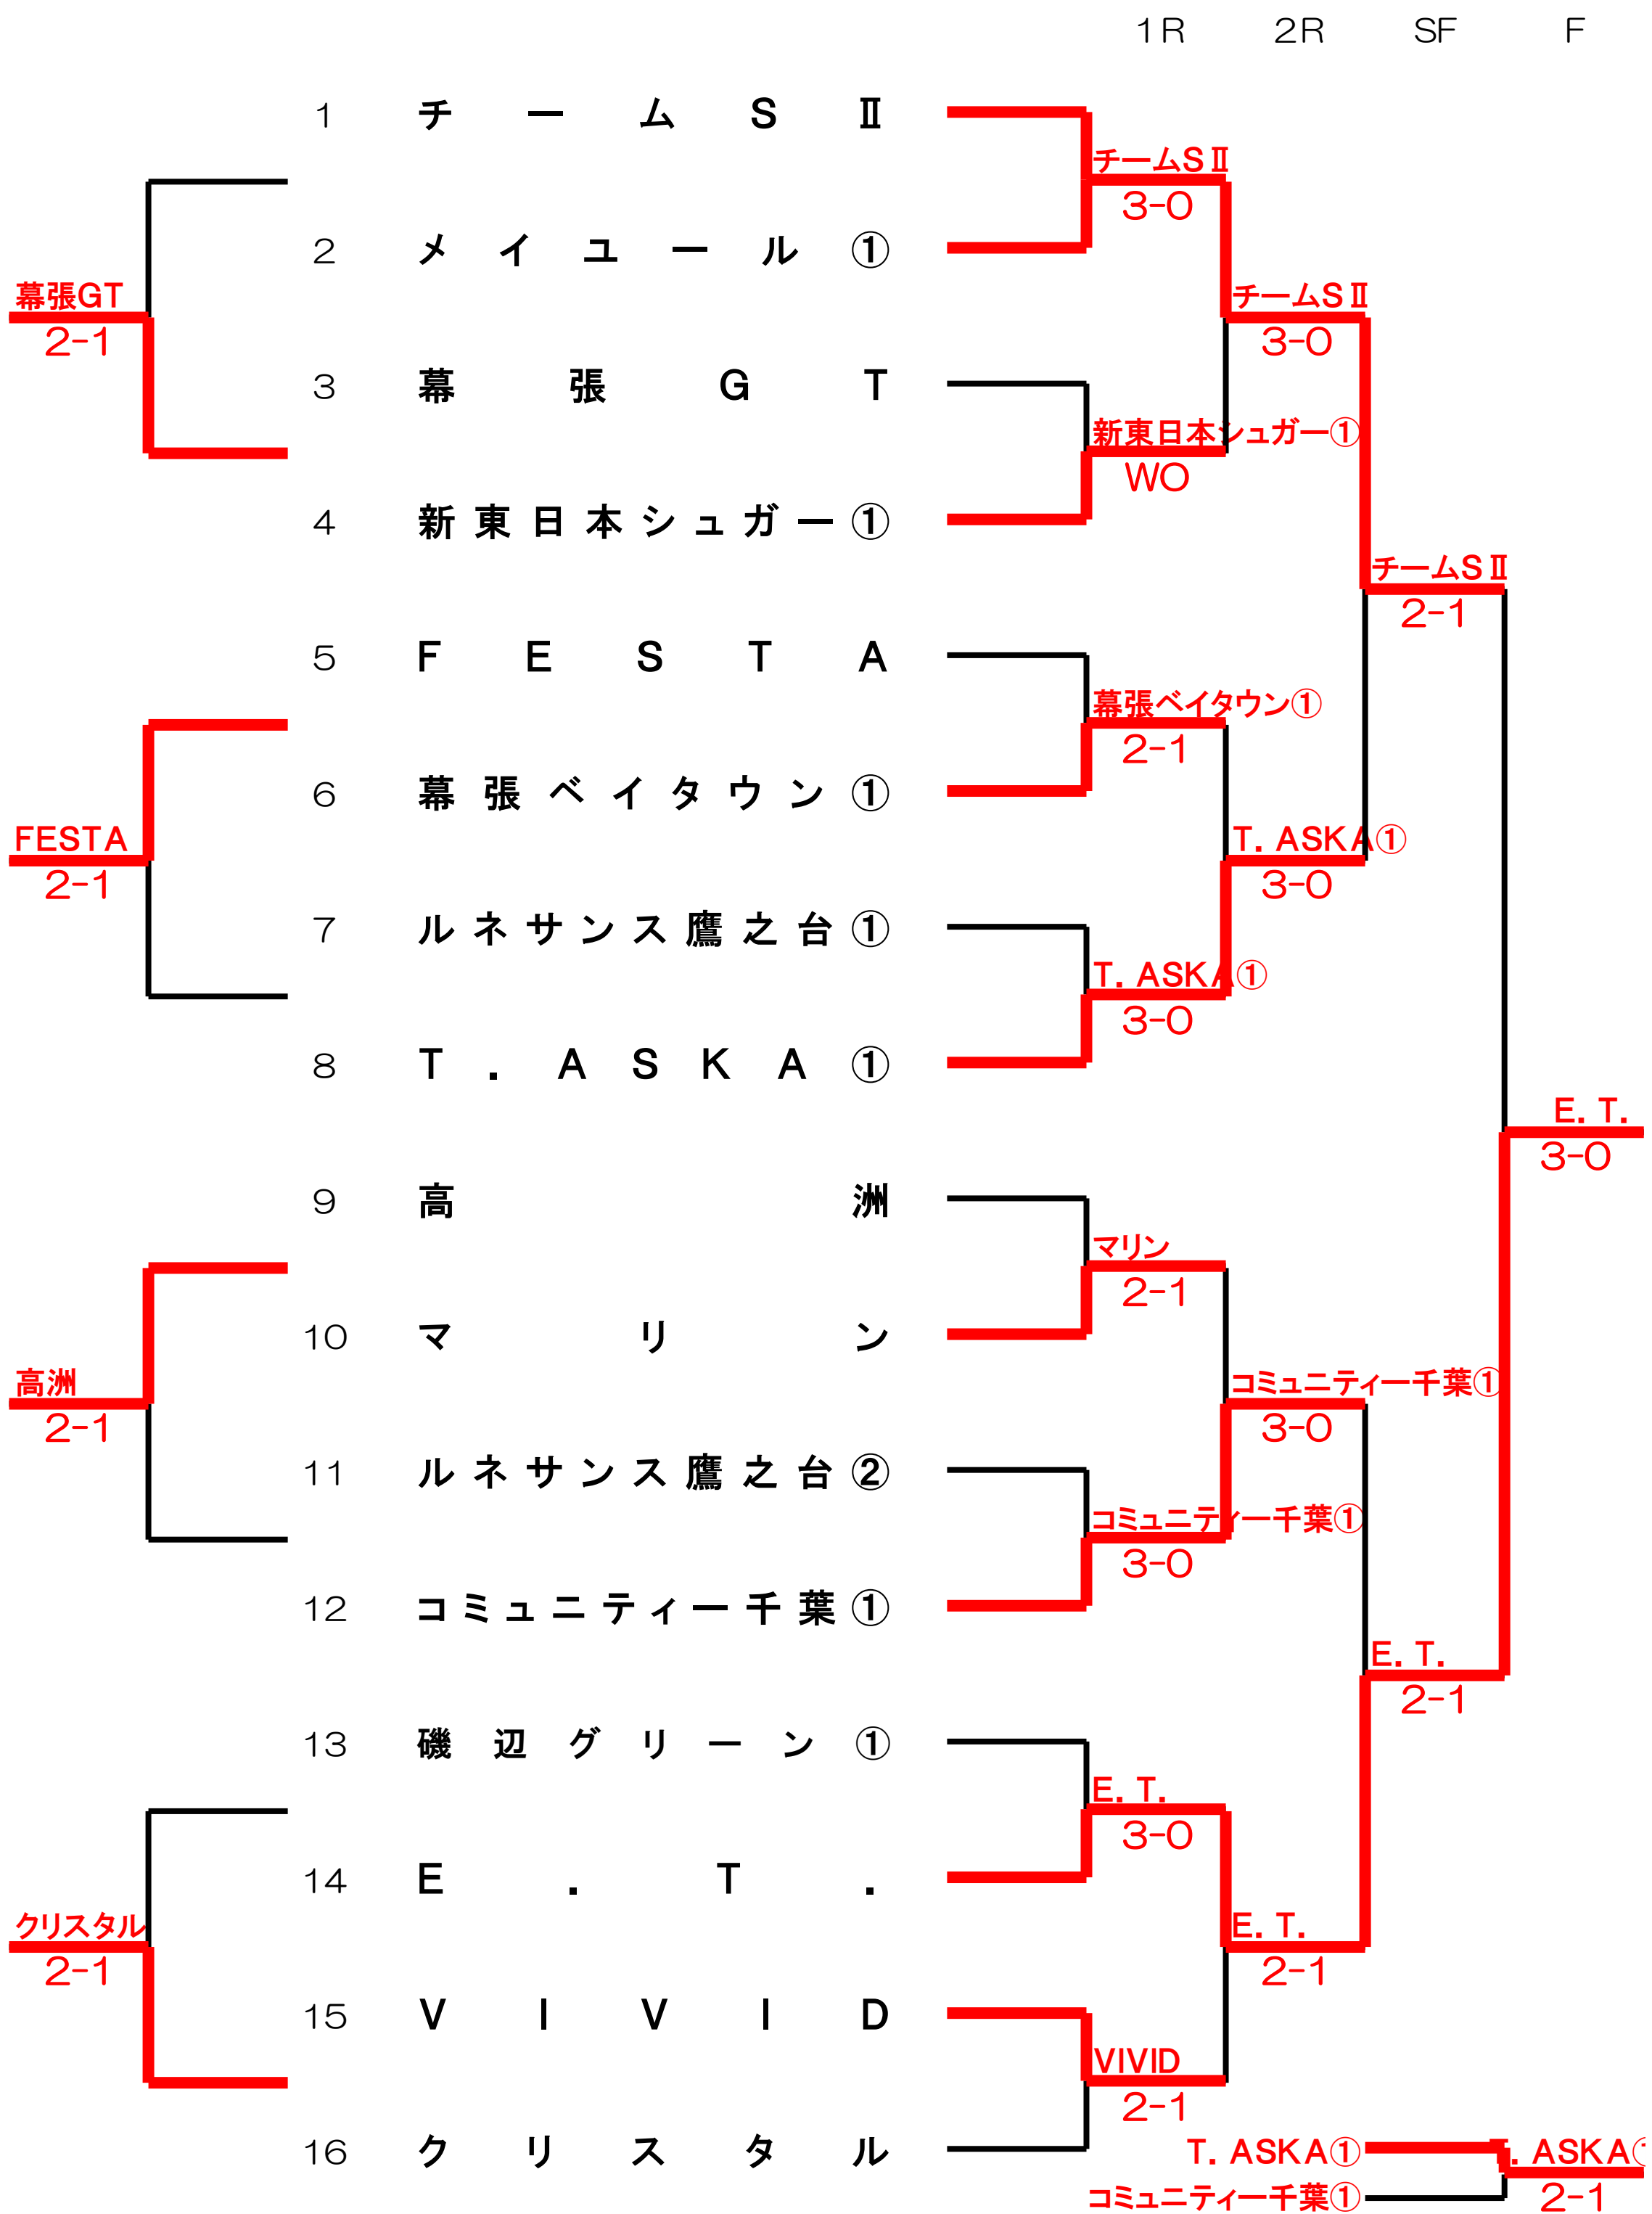 1R 2R SF F
1 チームSⅡ
チームSⅡ
3-0
2 メイユール①
幕張GT
2-1
チームSⅡ
3-0
3 幕張GT
新東日本シュガー①
WO
4 新東日本シュガー①
チームSⅡ
2-1
5 FESTA
幕張ベイタウン①
2-1
6 幕張ベイタウン①
FESTA
2-1
T.ASKA①
3-0
7 ルネサンス鷹之台①
T.ASKA①
3-0
8 T.ASKA①
E.T.
3-0
9 高洲
マリン
2-1
10 マリン
高洲
2-1
コミュニティー千葉①
3-0
11 ルネサンス鷹之台②
コミュニティー千葉①
3-0
12 コミュニティー千葉①
E.T.
2-1
13 磯辺グリーン①
E.T.
3-0
14 E.T.
クリスタル
2-1
E.T.
2-1
15 VIVID
VIVID
2-1
16 クリスタル
T.ASKA①
T.ASKA①
コミュニティー千葉①
2-1